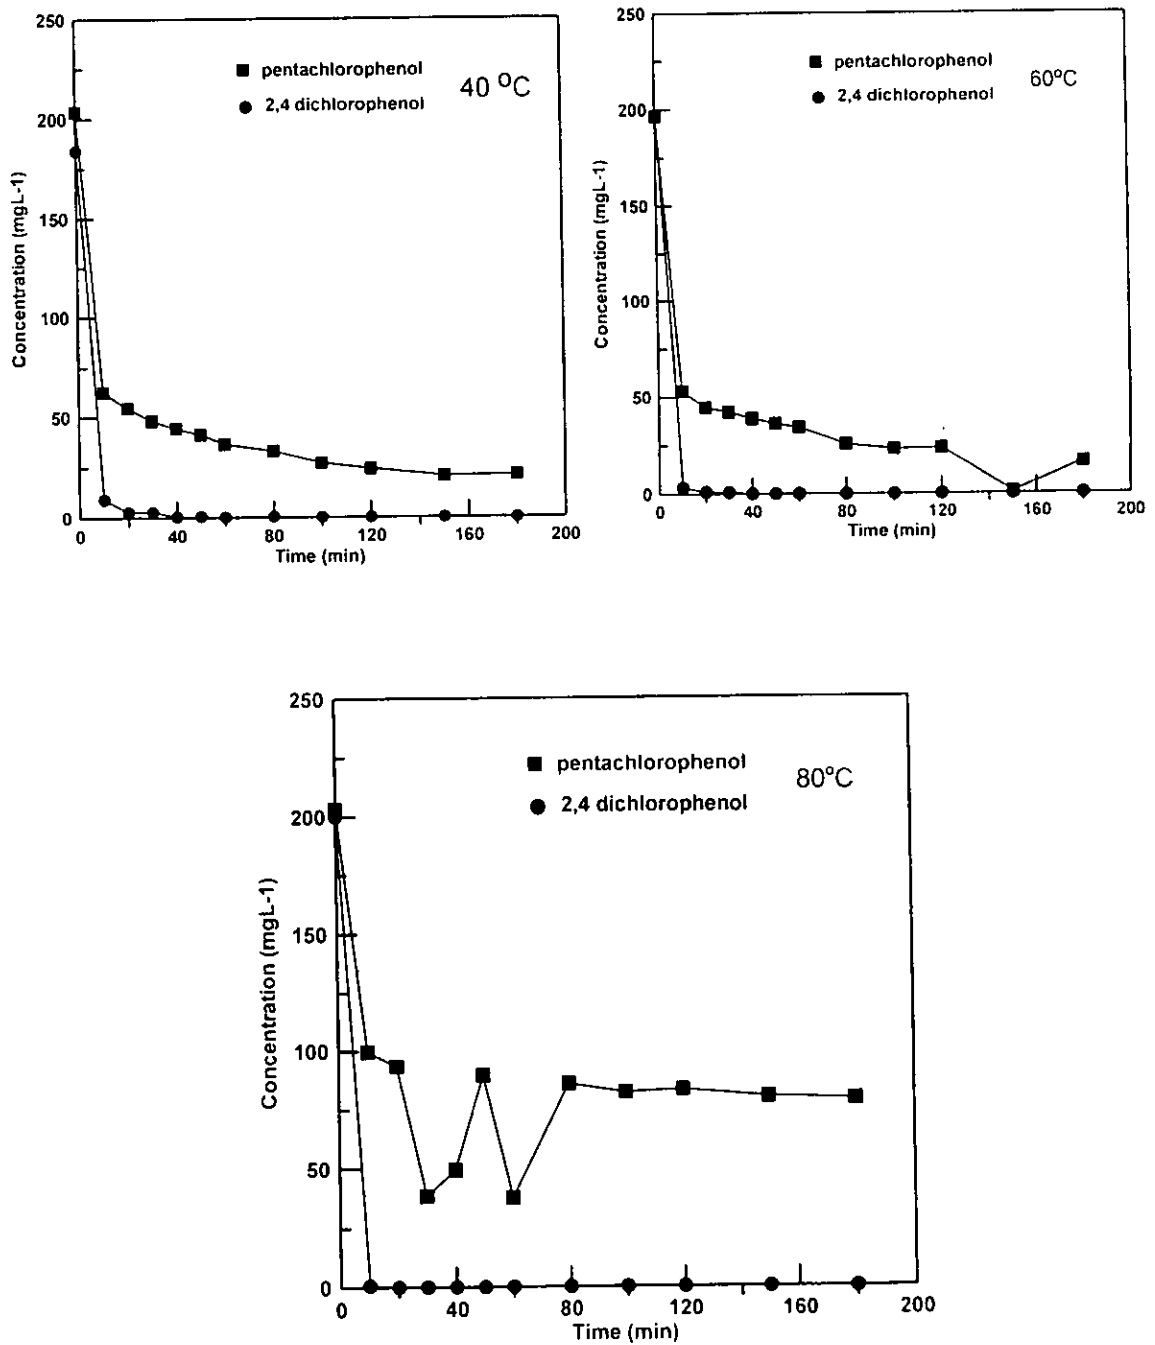 250
200
150
100
50
0
Concentration (mgL-1)
pentachlorophenol
2,4 dichlorophenol
40 °C
0 40 80 120 160 200
Time (min)
250
200
150
100
50
0
Concentration (mgL-1)
pentachlorophenol
2,4 dichlorophenol
60°C
0 40 80 120 160 200
Time (min)
250
200
150
100
50
0
Concentration (mgL-1)
pentachlorophenol
2,4 dichlorophenol
80°C
0 40 80 120 160 200
Time (min)